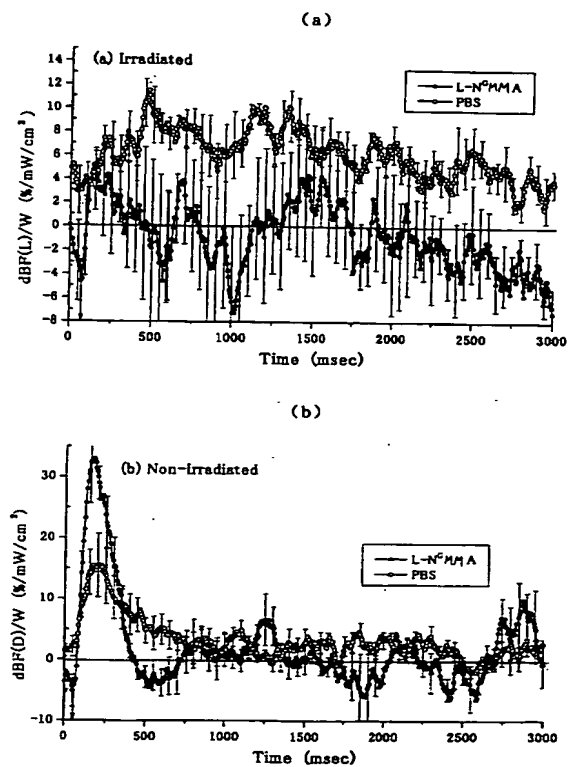 (a)
(a) Irradiated
L-NᴳMMA
PBS
14
12
10
8
6
4
2
0
-2
-4
-6
-8
dBF(L)/W (%/mW/cm²)
0
500
1000
1500
2000
2500
3000
Time (msec)
(b)
(b) Non-Irradiated
L-NᴳMMA
PBS
30
20
10
0
-10
dBF(D)/W (%/mW/cm²)
0
500
1000
1500
2000
2500
3000
Time (msec)